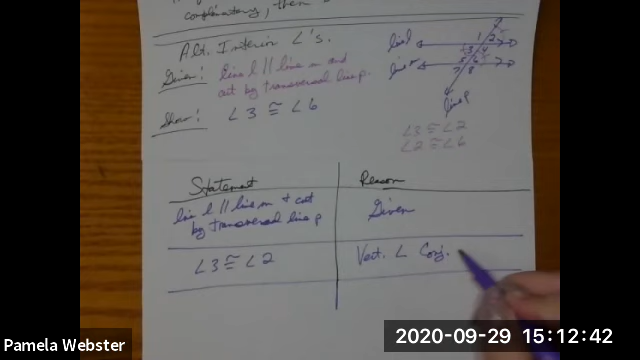 complementary, then
Alt. Interior ∠'s.
Given! line l // line m and
cut by transversal line p.
Show! ∠3 ≅ ∠6
line l
1 2
3 4
5 6
7 8
line p
∠3 ≅ ∠2
∠2 ≅ ∠6
Statement Reason
line l // line m + cut
by transversal line p
Given
∠3 ≅ ∠2 Vert. ∠ Conj.
Pamela Webster
2020-09-29 15:12:42